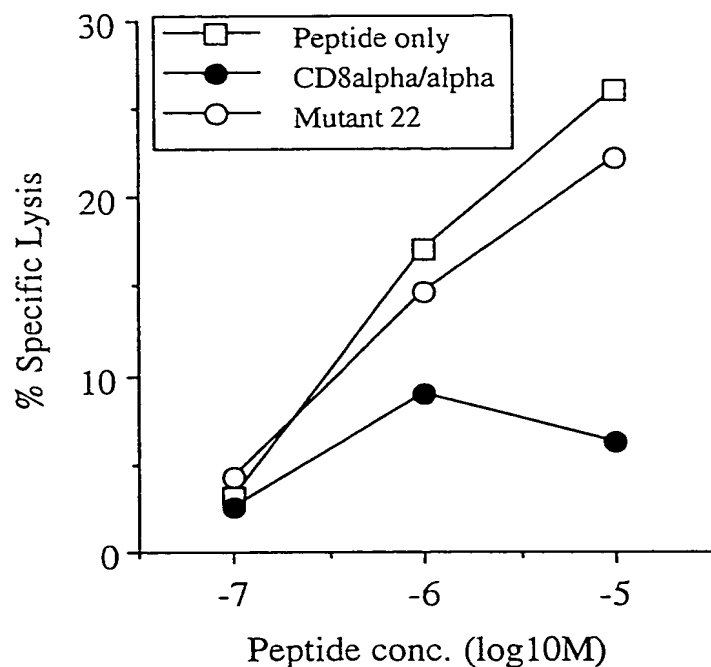 30
Peptide only
CD8alpha/alpha
Mutant 22
20
% Specific Lysis
10
0
-7 -6 -5
Peptide conc. (log10M)